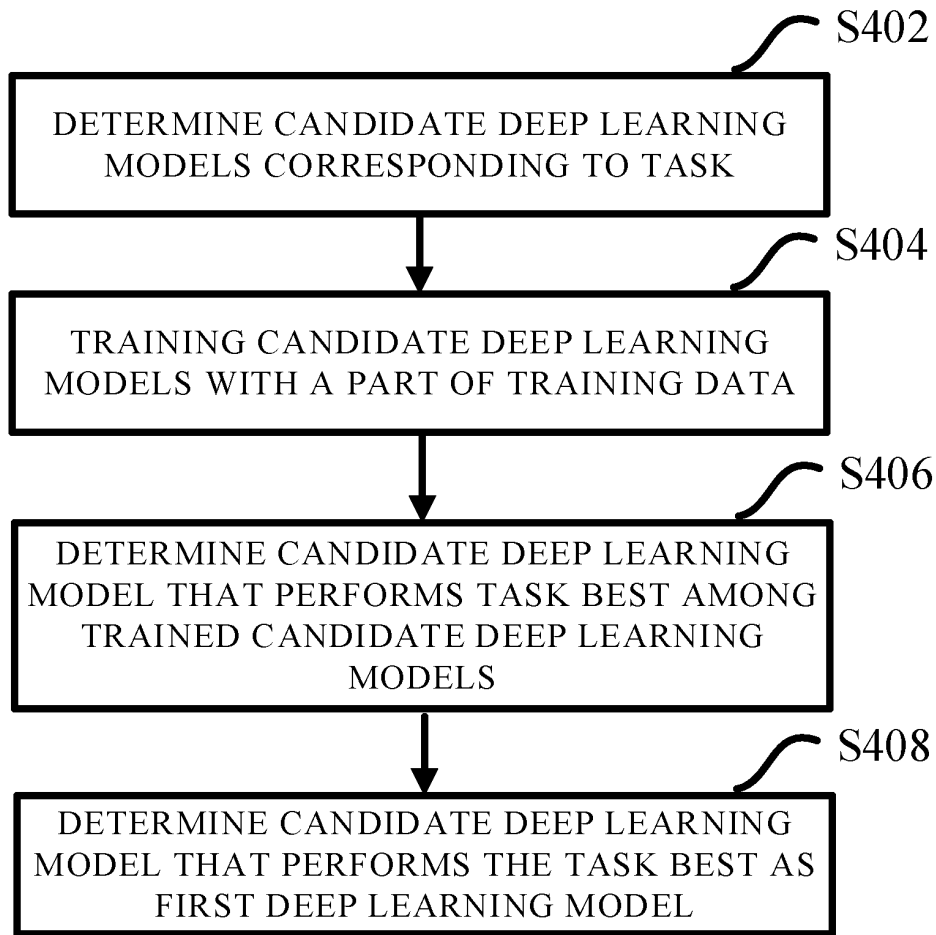 S402
DETERMINE CANDIDATE DEEP LEARNING
MODELS CORRESPONDING TO TASK
S404
TRAINING CANDIDATE DEEP LEARNING
MODELS WITH A PART OF TRAINING DATA
S406
DETERMINE CANDIDATE DEEP LEARNING
MODEL THAT PERFORMS TASK BEST AMONG
TRAINED CANDIDATE DEEP LEARNING
MODELS
S408
DETERMINE CANDIDATE DEEP LEARNING
MODEL THAT PERFORMS THE TASK BEST AS
FIRST DEEP LEARNING MODEL